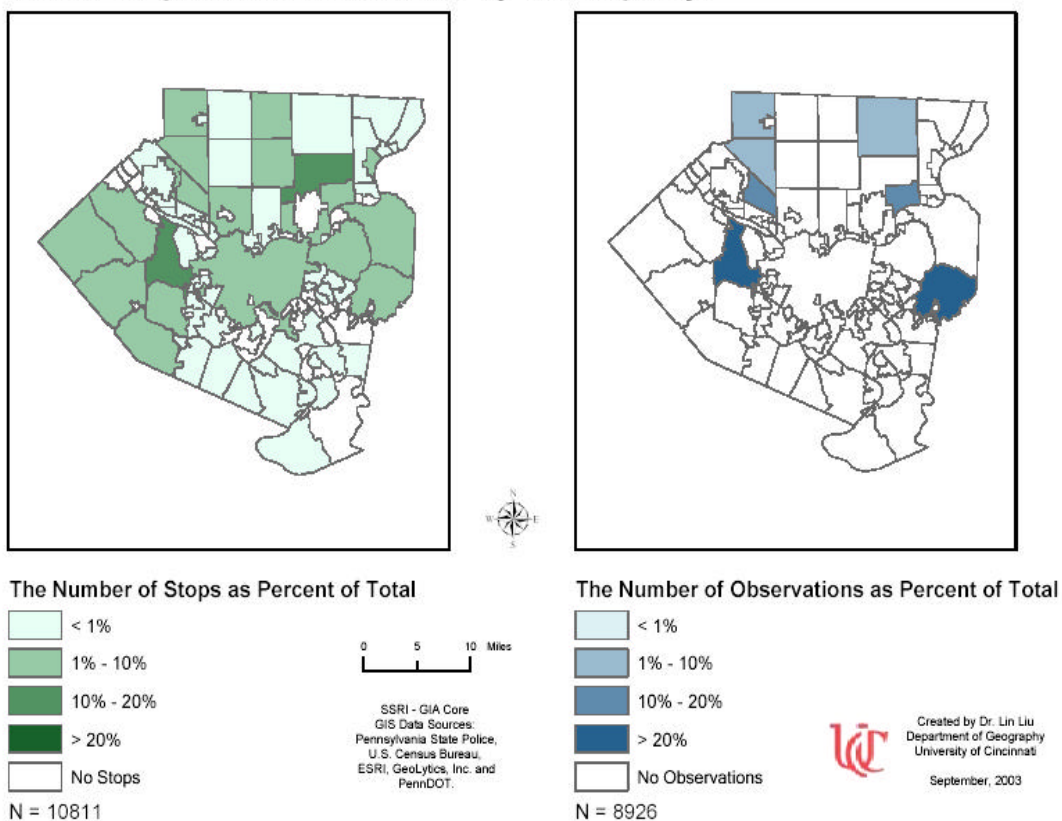 N
W E
S
The Number of Stops as Percent of Total
< 1%
1% - 10%
10% - 20%
> 20%
No Stops
N = 10811
0 5 10 Miles
SSRI - GIA Core
GIS Data Sources:
Pennsylvania State Police,
U.S. Census Bureau,
ESRI, GeoLytics, Inc. and
PennDOT.
The Number of Observations as Percent of Total
< 1%
1% - 10%
10% - 20%
> 20%
No Observations
N = 8926
UC
Created by Dr. Lin Liu
Department of Geography
University of Cincinnati
September, 2003